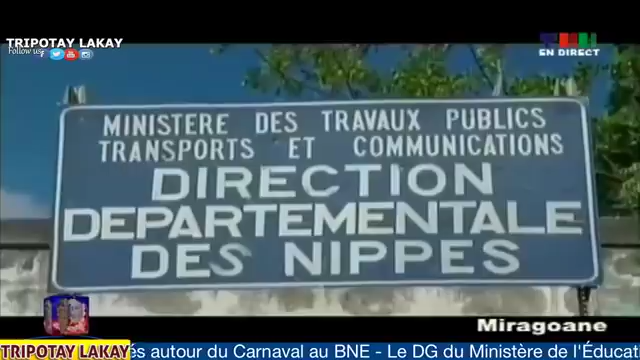 TRIPOTAY LAKAY
Follow us
EN DIRECT
MINISTERE DES TRAVAUX PUBLICS
TRANSPORTS ET COMMUNICATIONS
DIRECTION
DEPARTEMENTALE
DES NIPPES
Miragoane
TRIPOTAY LAKAY
és autour du Carnaval au BNE - Le DG du Ministère de l'Éducat